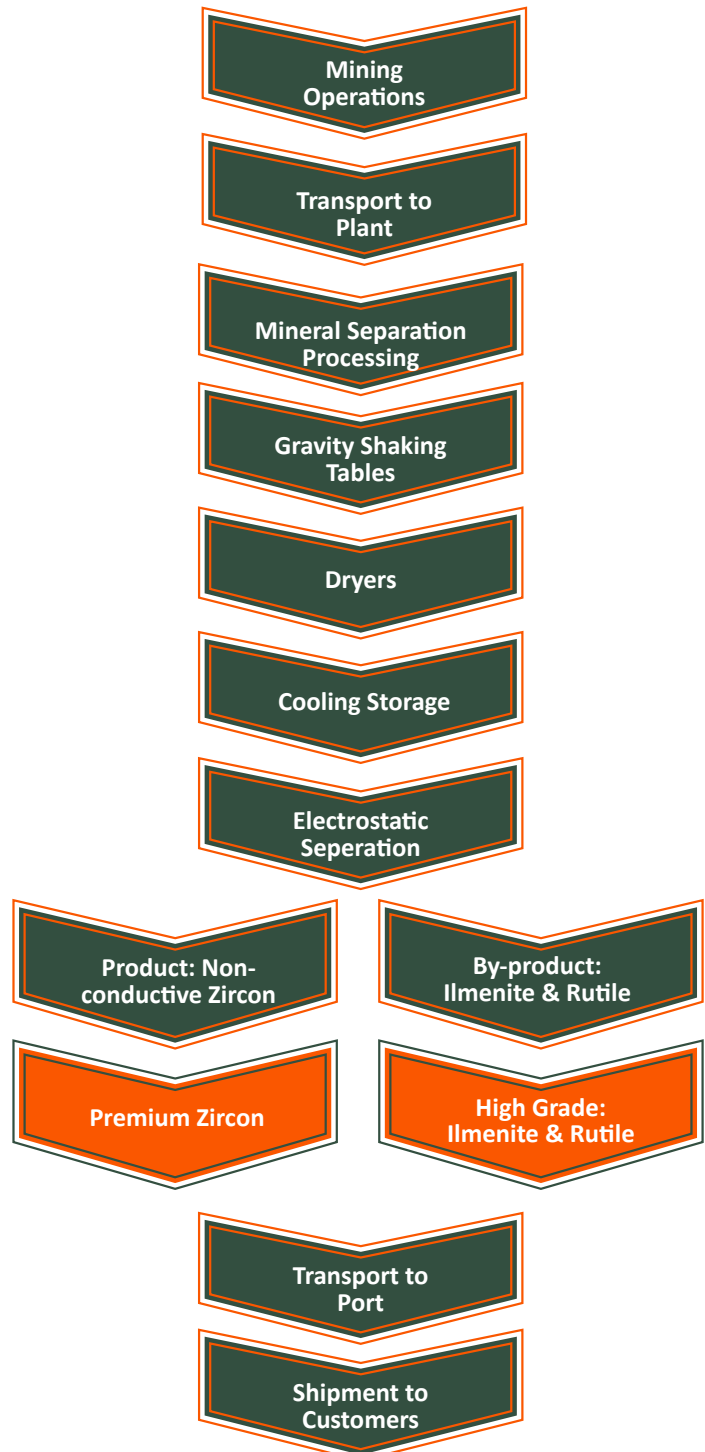 Mining
Operations
Transport to
Plant
Mineral Separation
Processing
Gravity Shaking
Tables
Dryers
Cooling Storage
Electrostatic
Seperation
Product: Non-
conductive Zircon
By-product:
Ilmenite & Rutile
Premium Zircon
High Grade:
Ilmenite & Rutile
Transport to
Port
Shipment to
Customers